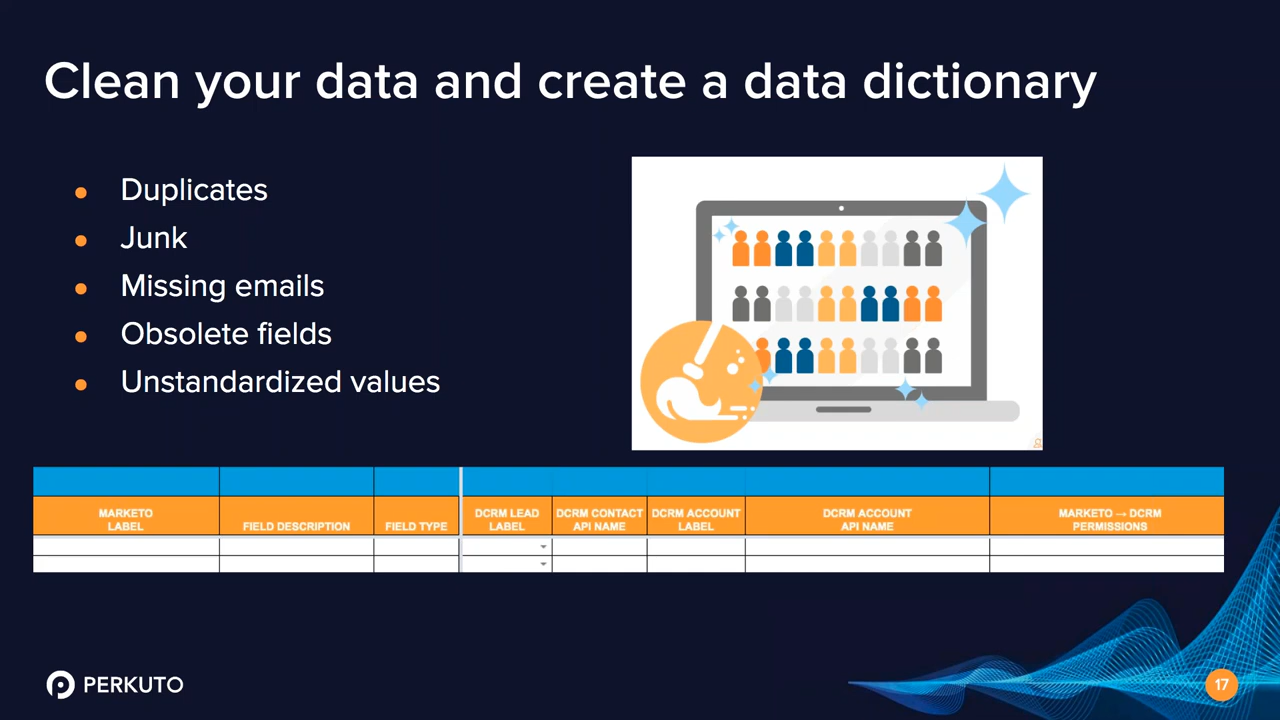 Clean your data and create a data dictionary
● Duplicates
● Junk
● Missing emails
● Obsolete fields
● Unstandardized values
MARKETO
LABEL
FIELD DESCRIPTION
FIELD TYPE
DCRM LEAD
LABEL
DCRM CONTACT
API NAME
DCRM ACCOUNT
LABEL
DCRM ACCOUNT
API NAME
MARKETO → DCRM
PERMISSIONS
PERKUTO
17